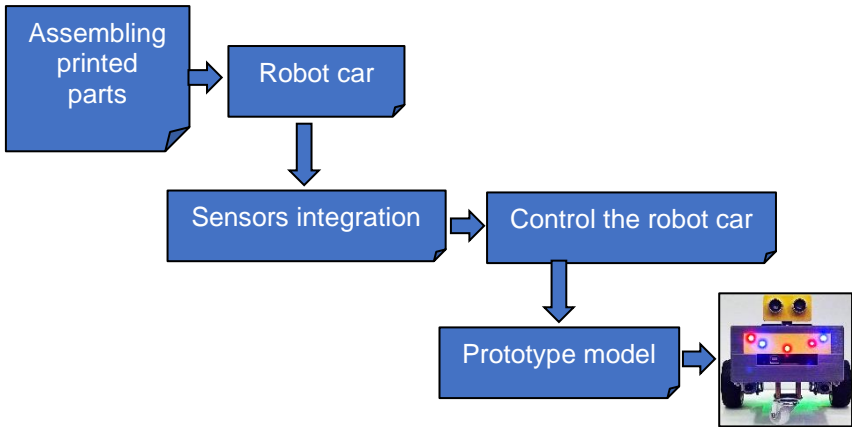 Assembling
printed
parts
Robot car
Sensors integration
Control the robot car
Prototype model